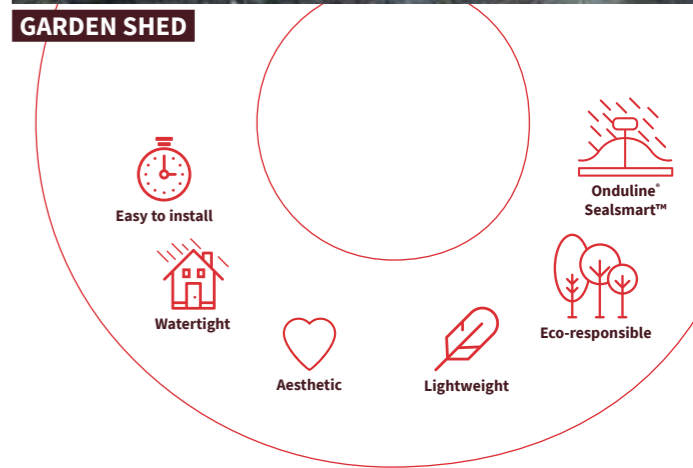 GARDEN SHED
Easy to install
Watertight
Aesthetic
Lightweight
Eco-responsible
Onduline®
Sealsmart™